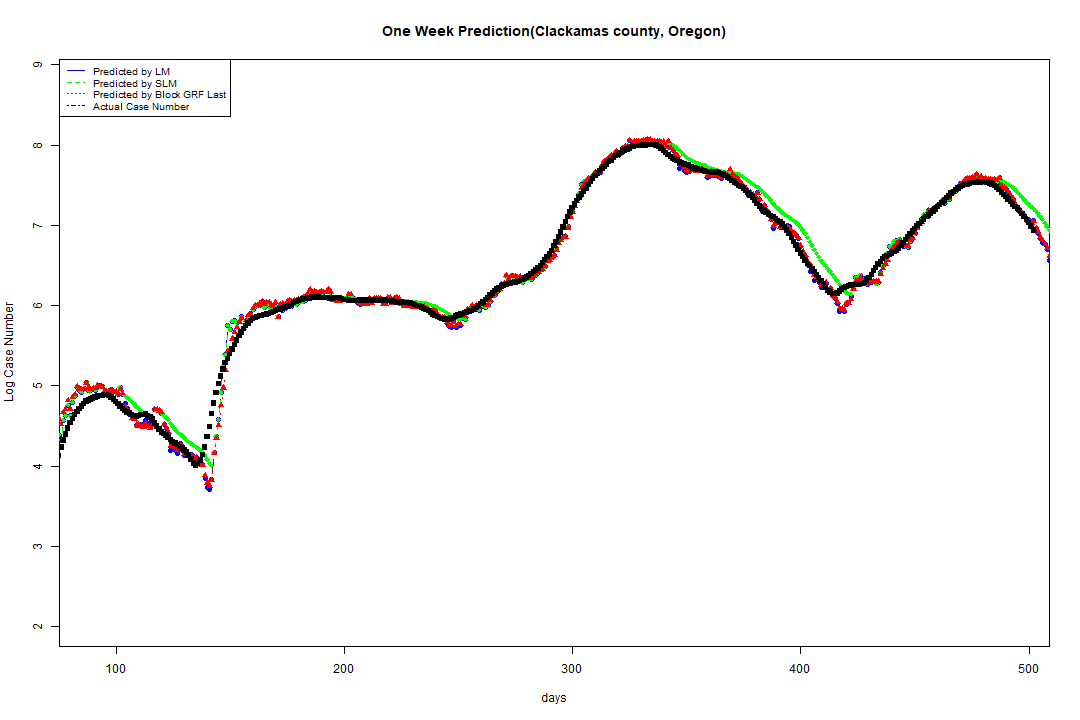 One Week Prediction(Clackamas county, Oregon)
Predicted by LM
Predicted by SLM
Predicted by Block GRF Last
Actual Case Number
9
8
7
6
5
4
3
2
Log Case Number
100 200 300 400 500
days